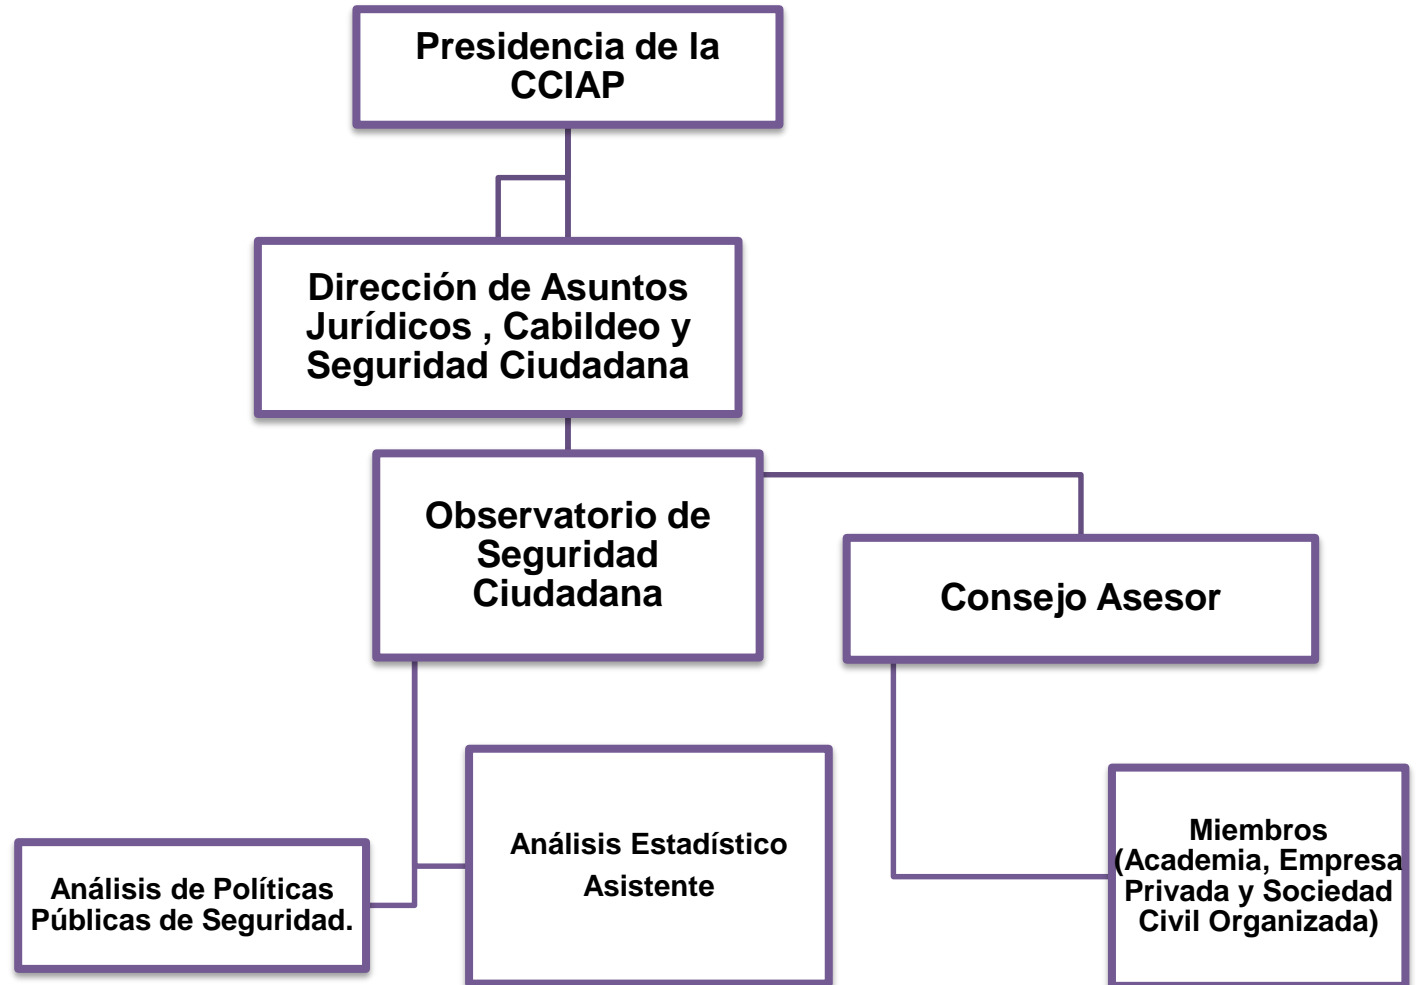 Presidencia de la
CCIAP
Dirección de Asuntos
Jurídicos , Cabildeo y
Seguridad Ciudadana
Observatorio de
Seguridad
Ciudadana
Consejo Asesor
Análisis Estadístico
Asistente
Análisis de Políticas
Públicas de Seguridad.
Miembros
(Academia, Empresa
Privada y Sociedad
Civil Organizada)